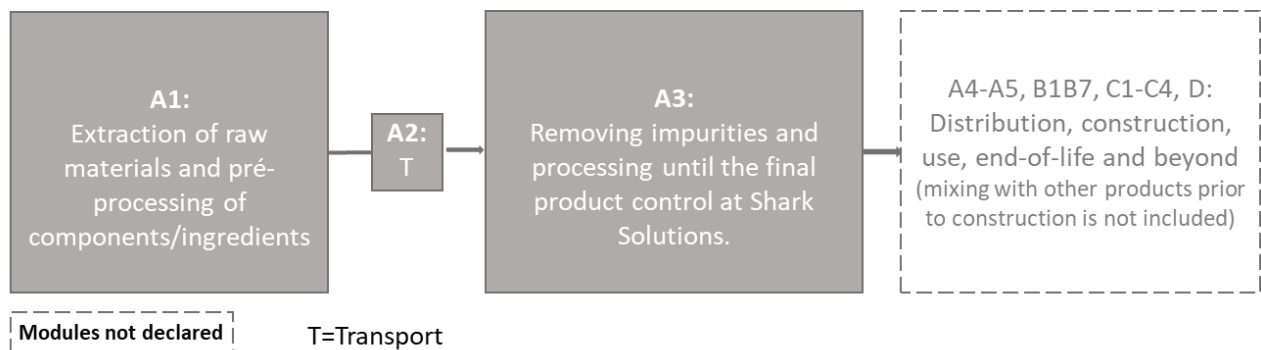 A1:
Extraction of raw
materials and pré-
processing of
components/ingredients
A2:
T
A3:
Removing impurities and
processing until the final
product control at Shark
Solutions.
A4-A5, B1B7, C1-C4, D:
Distribution, construction,
use, end-of-life and beyond
(mixing with other products prior
to construction is not included)
Modules not declared
T=Transport